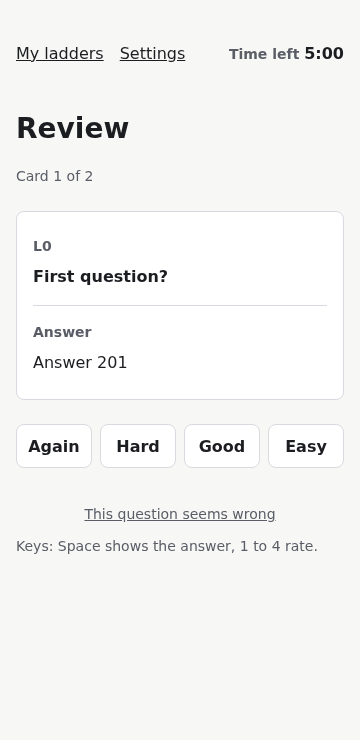 My ladders Settings Time left 5:00
Review
Card 1 of 2
L0
First question?
Answer
Answer 201
Again Hard Good Easy
This question seems wrong
Keys: Space shows the answer, 1 to 4 rate.